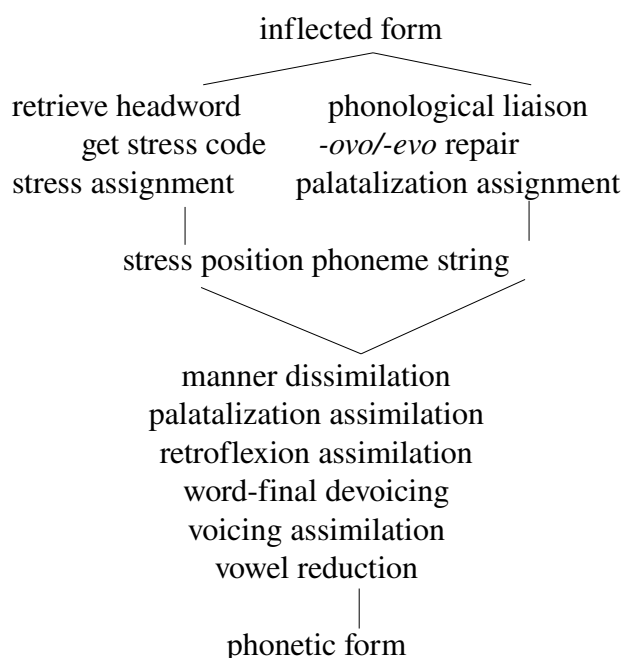 inflected form
retrieve headword phonological liaison
get stress code -ovo/-evo repair
stress assignment palatalization assignment
stress position phoneme string
manner dissimilation
palatalization assimilation
retroflexion assimilation
word-final devoicing
voicing assimilation
vowel reduction
phonetic form